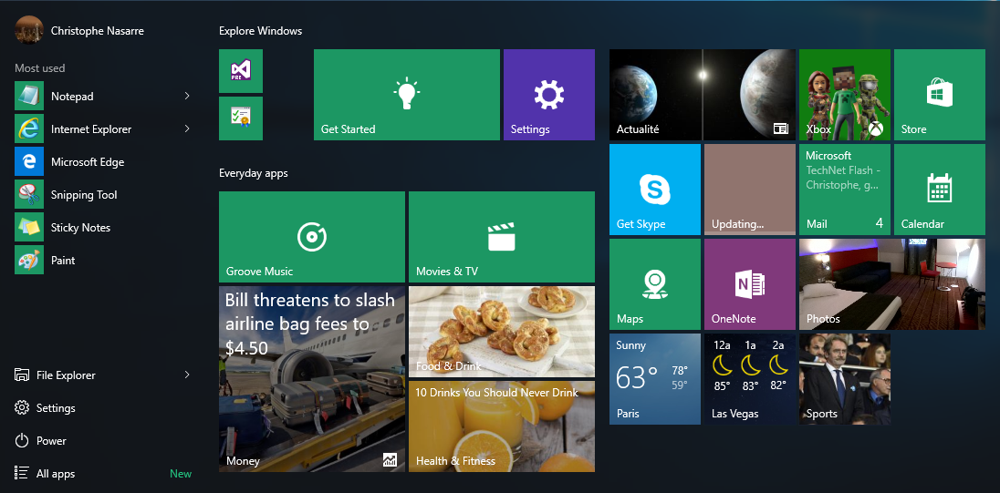 Christophe Nasarre
Most used
Notepad
Internet Explorer
Microsoft Edge
Snipping Tool
Sticky Notes
Paint
File Explorer
Settings
Power
All apps
New
Explore Windows
PRE
Get Started
Settings
Everyday apps
Groove Music
Movies & TV
Bill threatens to slash
airline bag fees to
$4.50
Money
Food & Drink
10 Drinks You Should Never Drink
Health & Fitness
Actualité
Xbox
Store
Get Skype
Updating...
Microsoft
TechNet Flash -
Christophe, g...
Mail 4
Calendar
Maps
OneNote
Photos
Sunny
63° 78°
59°
Paris
12a 1a 2a
85° 83° 82°
Las Vegas
Sports